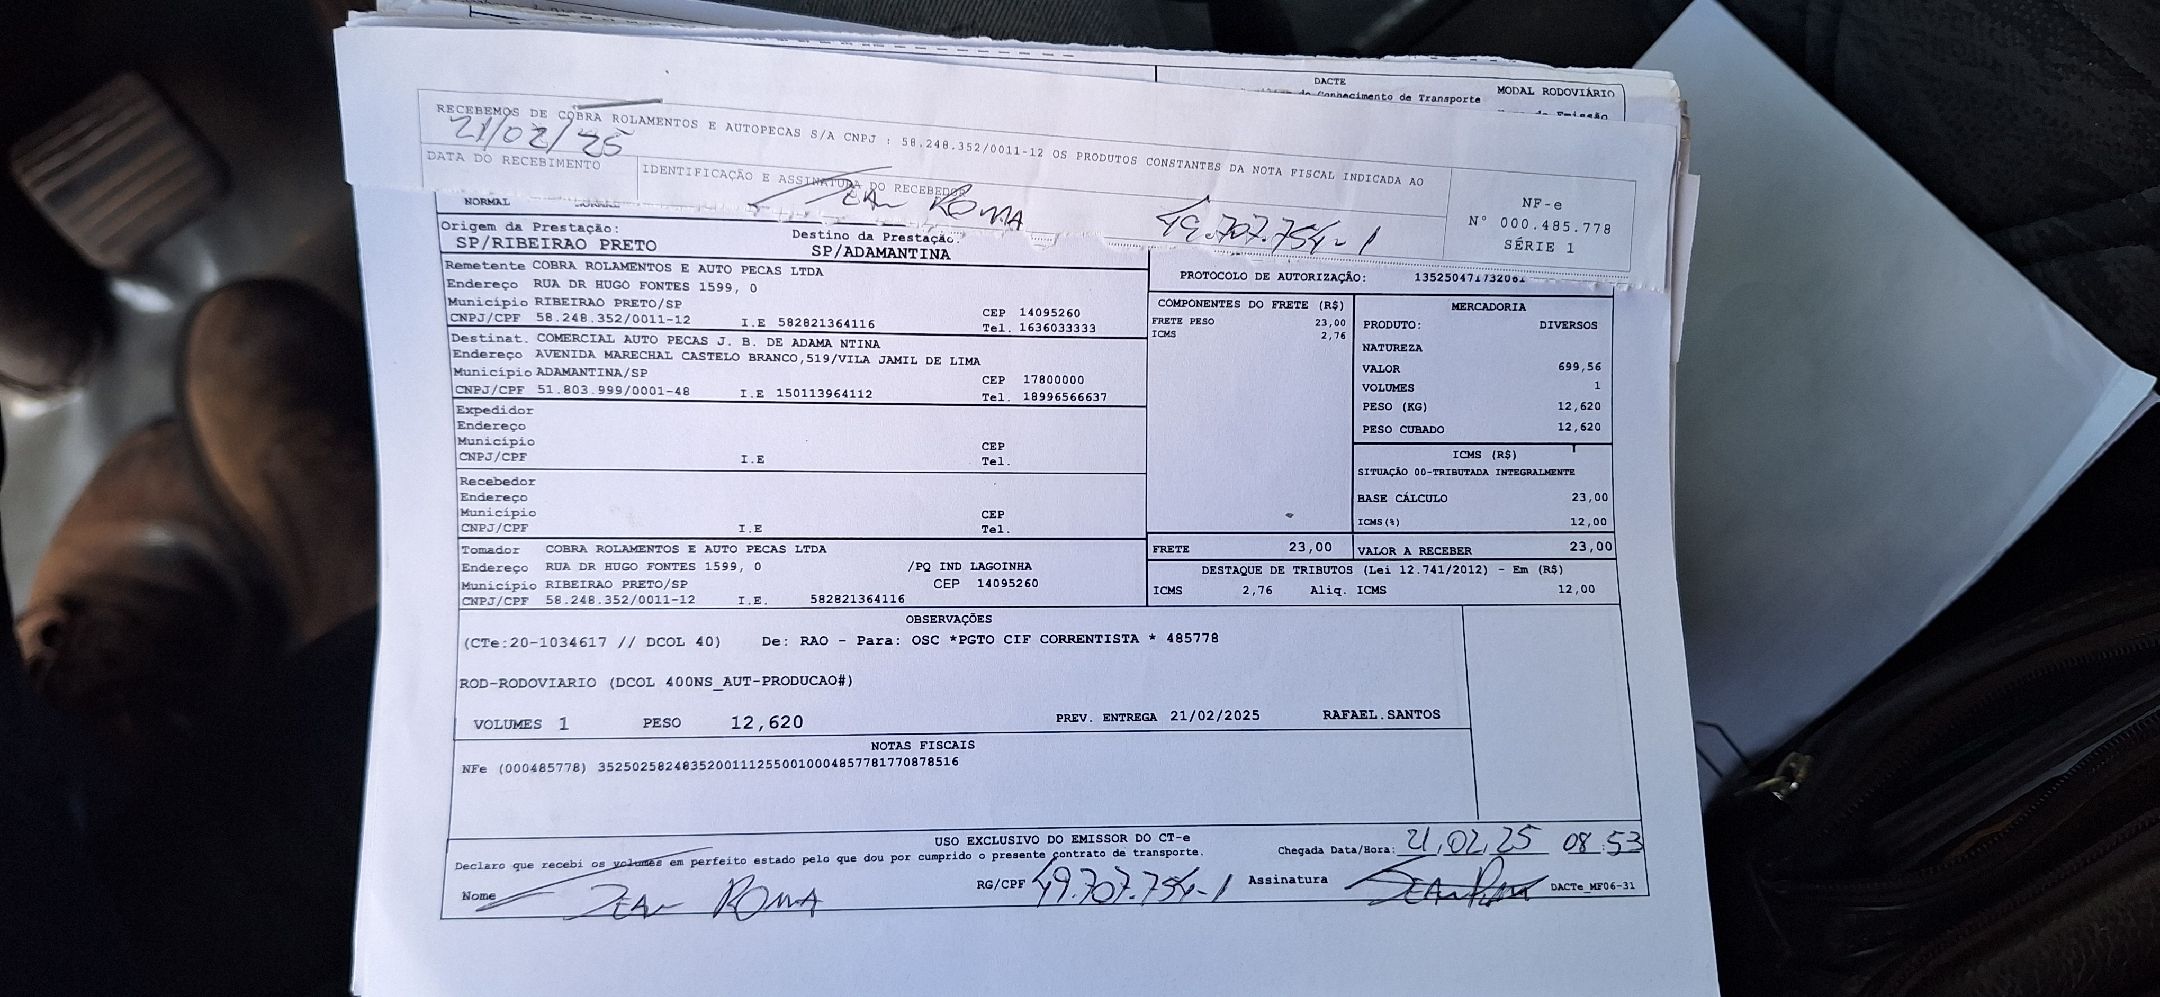 DACTE
Conhecimento de Transporte
MODAL RODOVIÁRIO
RECEBEMOS DE COBRA ROLAMENTOS E AUTOPECAS S/A CNPJ : 58.248.352/0011-12 OS PRODUTOS CONSTANTES DA NOTA FISCAL INDICADA AO
21/02/25
DATA DO RECEBIMENTO
IDENTIFICAÇÃO E ASSINATURA DO RECEBEDOR
JEAN ROMA
49.707.754-1
NF-e
N° 000.485.778
SÉRIE 1
NORMAL
Origem da Prestação:
SP/RIBEIRAO PRETO
Destino da Prestação:
SP/ADAMANTINA
Remetente COBRA ROLAMENTOS E AUTO PECAS LTDA
Endereço RUA DR HUGO FONTES 1599, 0
Município RIBEIRAO PRETO/SP CEP 14095260
CNPJ/CPF 58.248.352/0011-12 I.E 582821364116 Tel. 1636033333
Destinat. COMERCIAL AUTO PECAS J. B. DE ADAMA NTINA
Endereço AVENIDA MARECHAL CASTELO BRANCO,519/VILA JAMIL DE LIMA
Município ADAMANTINA/SP CEP 17800000
CNPJ/CPF 51.803.999/0001-48 I.E 150113964112 Tel. 18996566637
Expedidor
Endereço
Município CEP
CNPJ/CPF I.E Tel.
Recebedor
Endereço
Município CEP
CNPJ/CPF I.E Tel.
Tomador COBRA ROLAMENTOS E AUTO PECAS LTDA
Endereço RUA DR HUGO FONTES 1599, 0 /PQ IND LAGOINHA
Município RIBEIRAO PRETO/SP CEP 14095260
CNPJ/CPF 58.248.352/0011-12 I.E. 582821364116
PROTOCOLO DE AUTORIZAÇÃO:
COMPONENTES DO FRETE (R$)
FRETE PESO 23,00
ICMS 2,76
MERCADORIA
PRODUTO: DIVERSOS
NATUREZA
VALOR 699,56
VOLUMES 1
PESO (KG) 12,620
PESO CUBADO 12,620
ICMS (R$)
SITUAÇÃO 00-TRIBUTADA INTEGRALMENTE
BASE CÁLCULO 23,00
ICMS(%) 12,00
FRETE 23,00
VALOR A RECEBER 23,00
DESTAQUE DE TRIBUTOS (Lei 12.741/2012) - Em (R$)
ICMS 2,76 Aliq. ICMS 12,00
OBSERVAÇÕES
(CTe:20-1034617 // DCOL 40) De: RAO - Para: OSC *PGTO CIF CORRENTISTA * 485778
ROD-RODOVIARIO (DCOL 400NS_AUT-PRODUCAO#)
VOLUMES 1 PESO 12,620 PREV. ENTREGA 21/02/2025 RAFAEL.SANTOS
NOTAS FISCAIS
NFe (000485778) 35250258248352001112550010004857781770878516
USO EXCLUSIVO DO EMISSOR DO CT-e
Declaro que recebi os volumes em perfeito estado pelo que dou por cumprido o presente contrato de transporte.
Chegada Data/Hora: 21,02,25 08:53
Nome JEAN ROMA RG/CPF 49.707.754-1 Assinatura JEAN ROMA DACTe_MF06-31